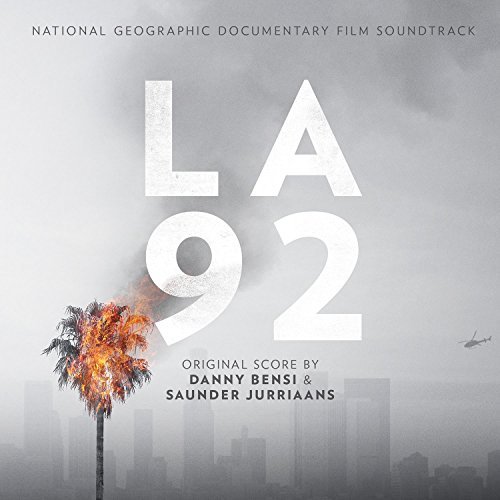 NATIONAL GEOGRAPHIC DOCUMENTARY FILM SOUNDTRACK
LA
92
ORIGINAL SCORE BY
DANNY BENSI &
SAUNDER JURRIAANS